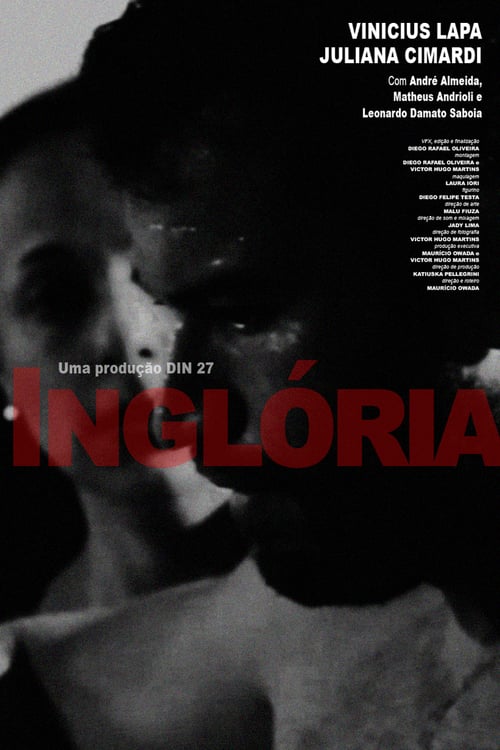 VINICIUS LAPA
JULIANA CIMARDI
Com André Almeida,
Matheus Andrioli e
Leonardo Damato Saboia
VFX, edição e finalização
DIEGO RAFAEL OLIVEIRA
montagem
DIEGO RAFAEL OLIVEIRA e
VICTOR HUGO MARTINS
maquiagem
LAURA IORI
figurino
DIEGO FELIPE TESTA
direção de arte
MALU FIUZA
direção de som e mixagem
JADY LIMA
direção de fotografia
VICTOR HUGO MARTINS
produção executiva
MAURÍCIO OWADA e
VICTOR HUGO MARTINS
direção de produção
KATIUSKA PELLEGRINI
direção e roteiro
MAURÍCIO OWADA
Uma produção DIN 27
INGLÓRIA